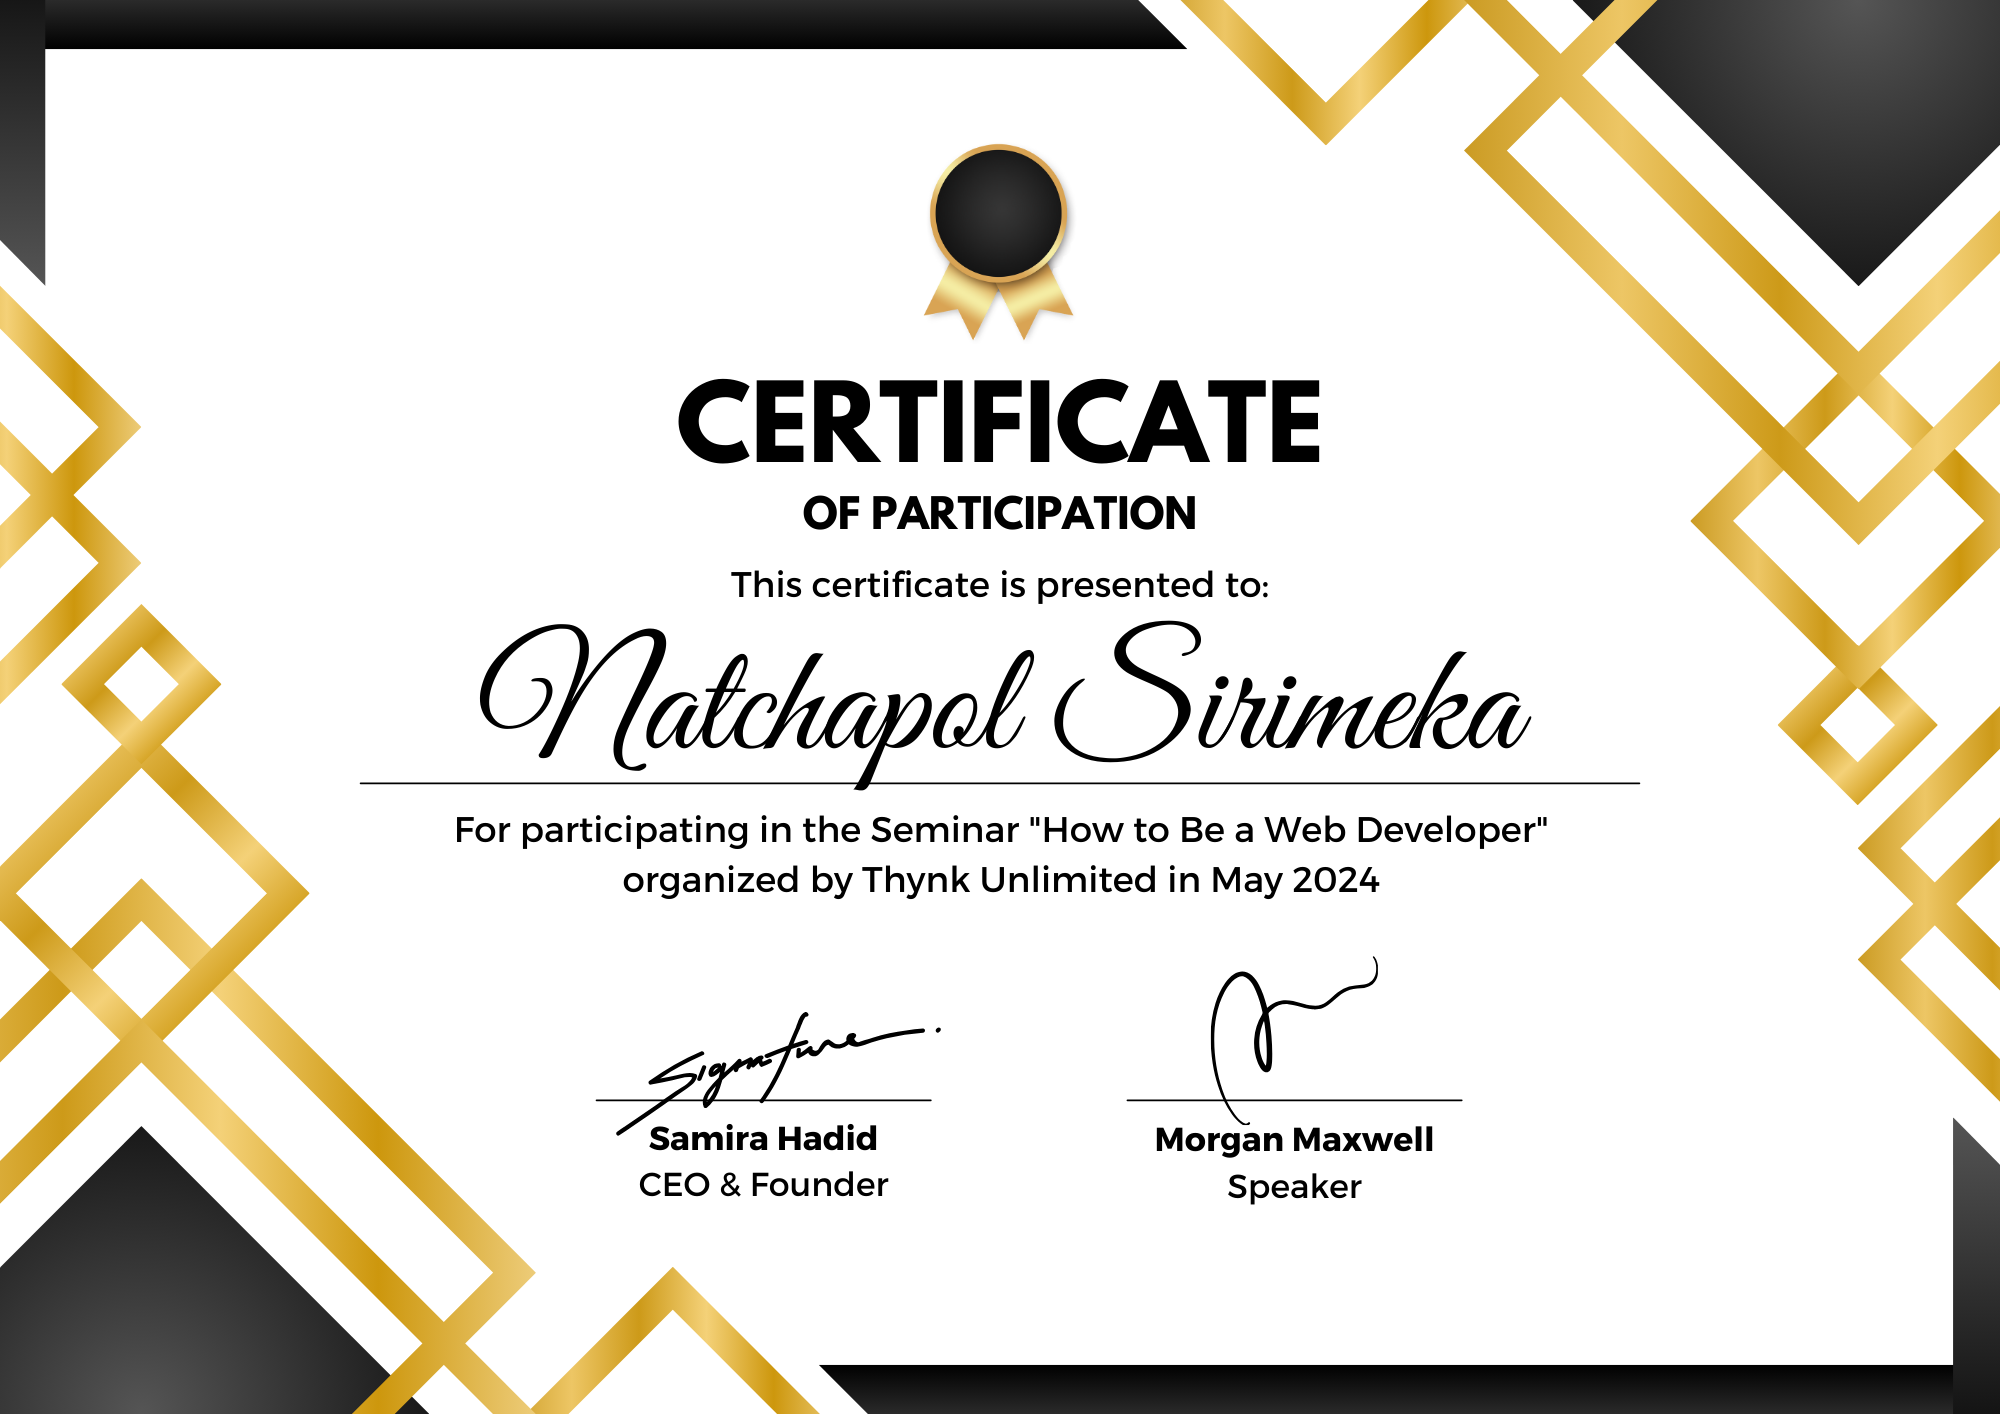 CERTIFICATE
OF PARTICIPATION
This certificate is presented to:
Natchapol Sirimeka
For participating in the Seminar "How to Be a Web Developer"
organized by Thynk Unlimited in May 2024
Signature
Samira Hadid
CEO & Founder
Morgan Maxwell
Speaker